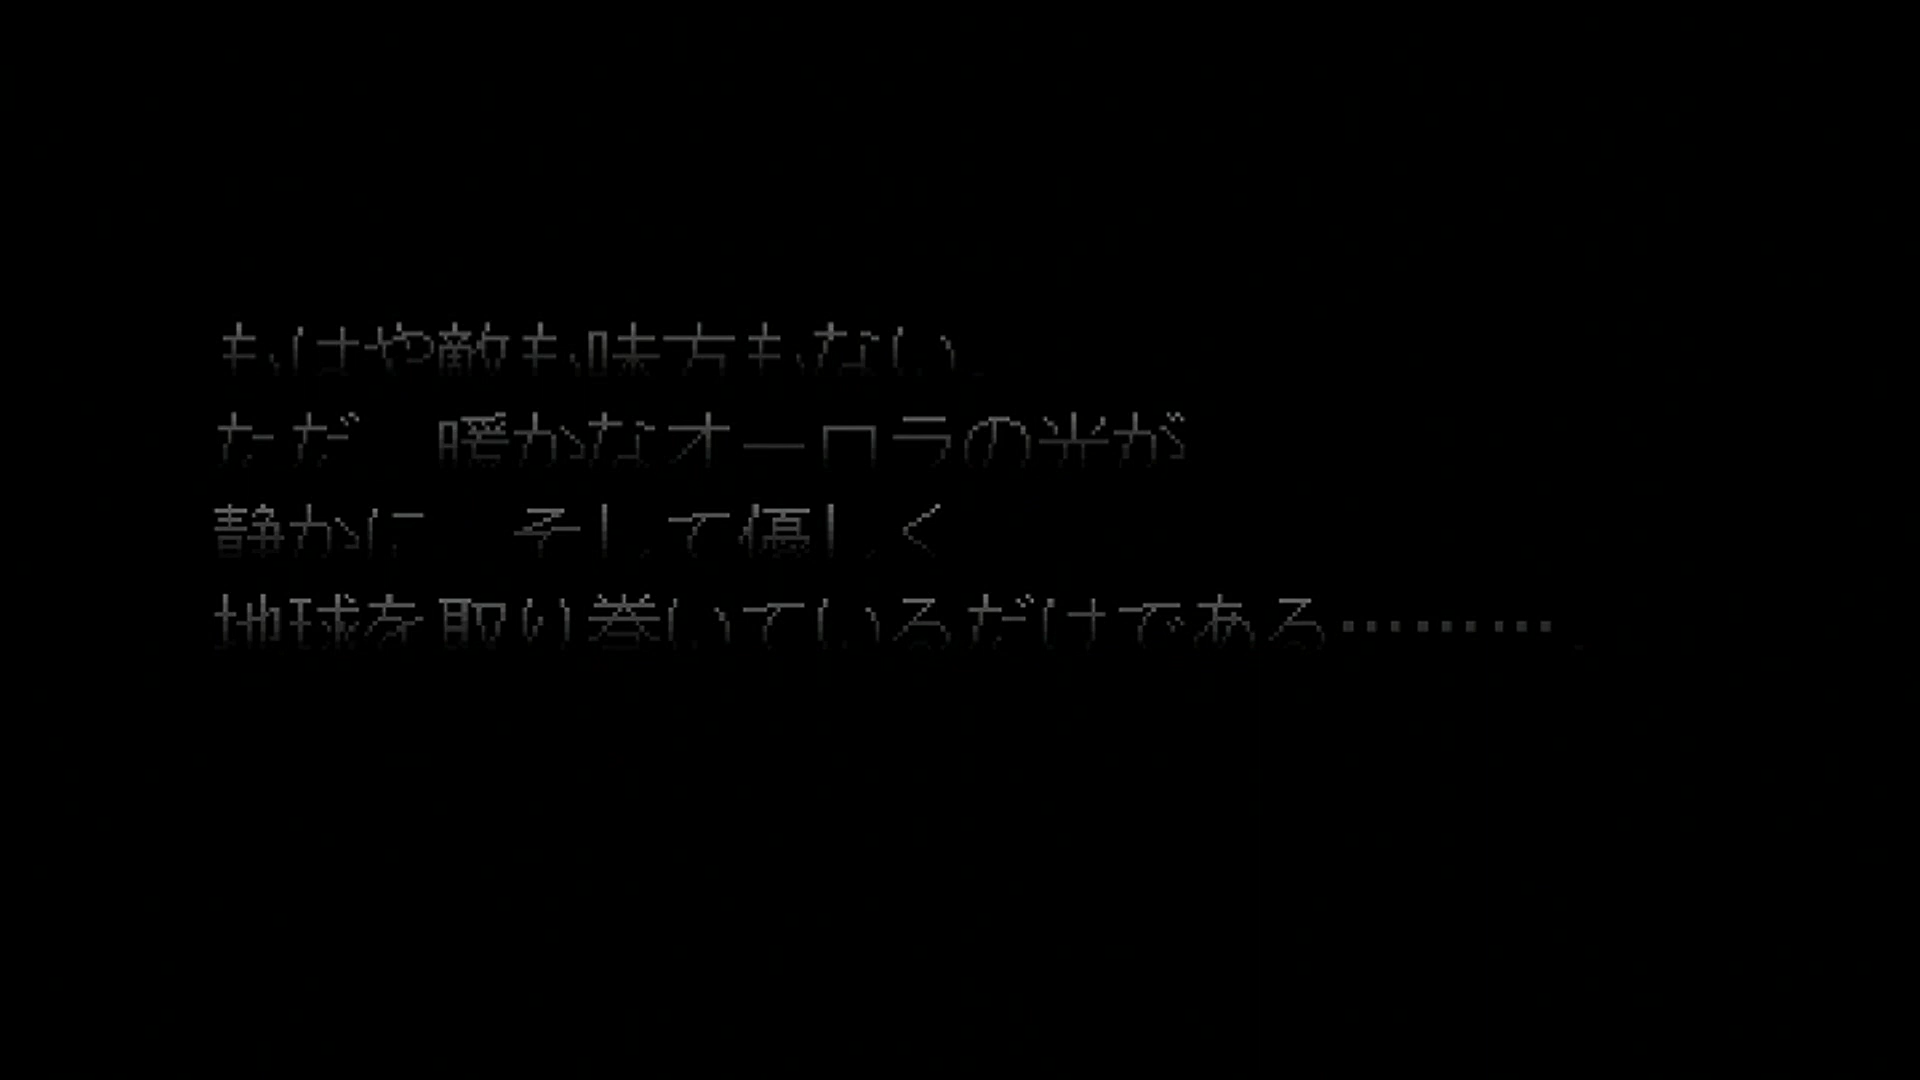 もはや敵も味方もない。
ただ　暖かなオーロラの光が
静かに　そして優しく
地球を取り巻いているだけである………。